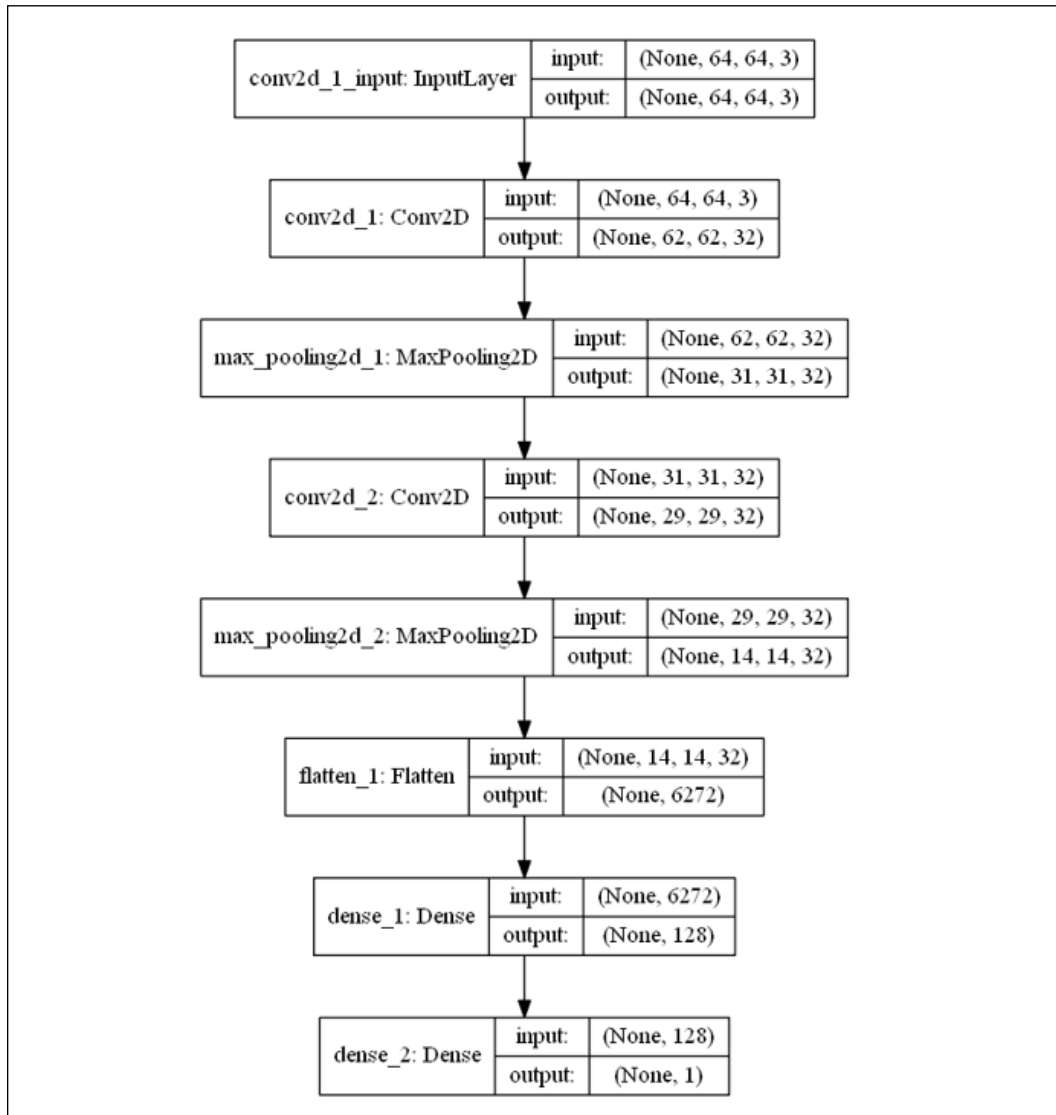 conv2d_1_input: InputLayer input: (None, 64, 64, 3)
output: (None, 64, 64, 3)
conv2d_1: Conv2D input: (None, 64, 64, 3)
output: (None, 62, 62, 32)
max_pooling2d_1: MaxPooling2D input: (None, 62, 62, 32)
output: (None, 31, 31, 32)
conv2d_2: Conv2D input: (None, 31, 31, 32)
output: (None, 29, 29, 32)
max_pooling2d_2: MaxPooling2D input: (None, 29, 29, 32)
output: (None, 14, 14, 32)
flatten_1: Flatten input: (None, 14, 14, 32)
output: (None, 6272)
dense_1: Dense input: (None, 6272)
output: (None, 128)
dense_2: Dense input: (None, 128)
output: (None, 1)